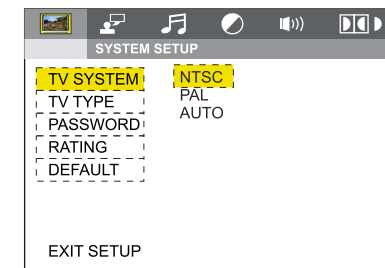 SYSTEM SETUP
TV SYSTEM NTSC
TV TYPE PAL
PASSWORD AUTO
RATING
DEFAULT
EXIT SETUP